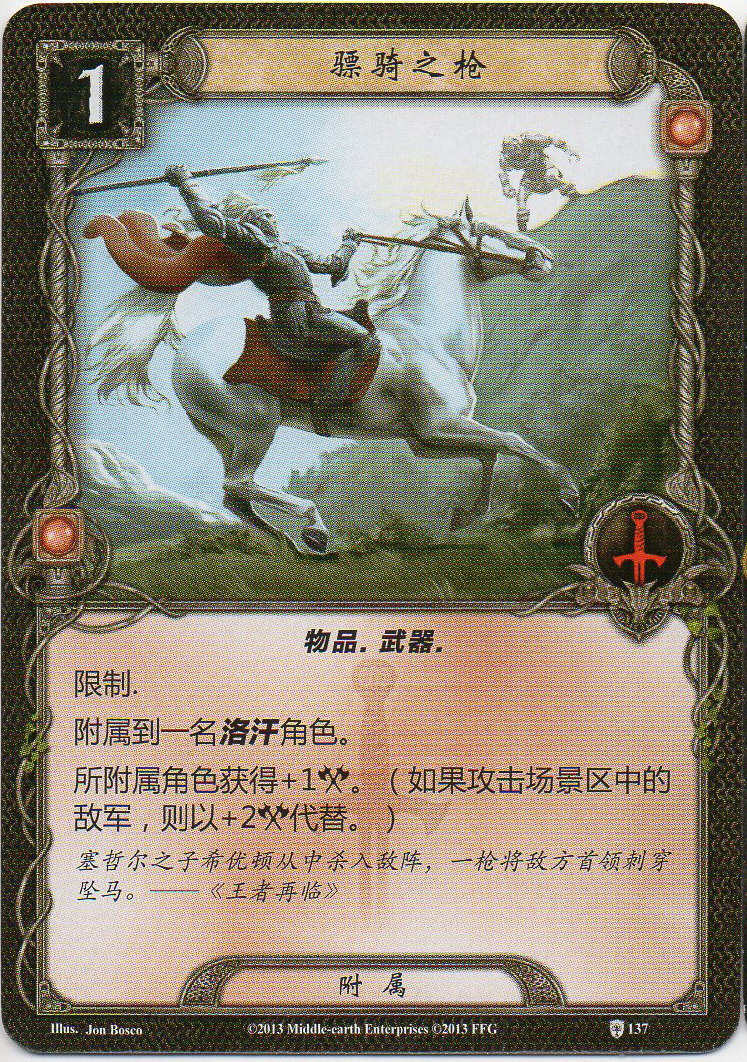 骠骑之枪
1
物品. 武器.
限制.
附属到一名洛汗角色。
所附属角色获得+1。（如果攻击场景区中的
敌军，则以+2代替。）
塞哲尔之子希优顿从中杀入敌阵，一枪将敌方首领刺穿
坠马。——《王者再临》
附属
Illus. Jon Bosco ©2013 Middle-earth Enterprises ©2013 FFG 137